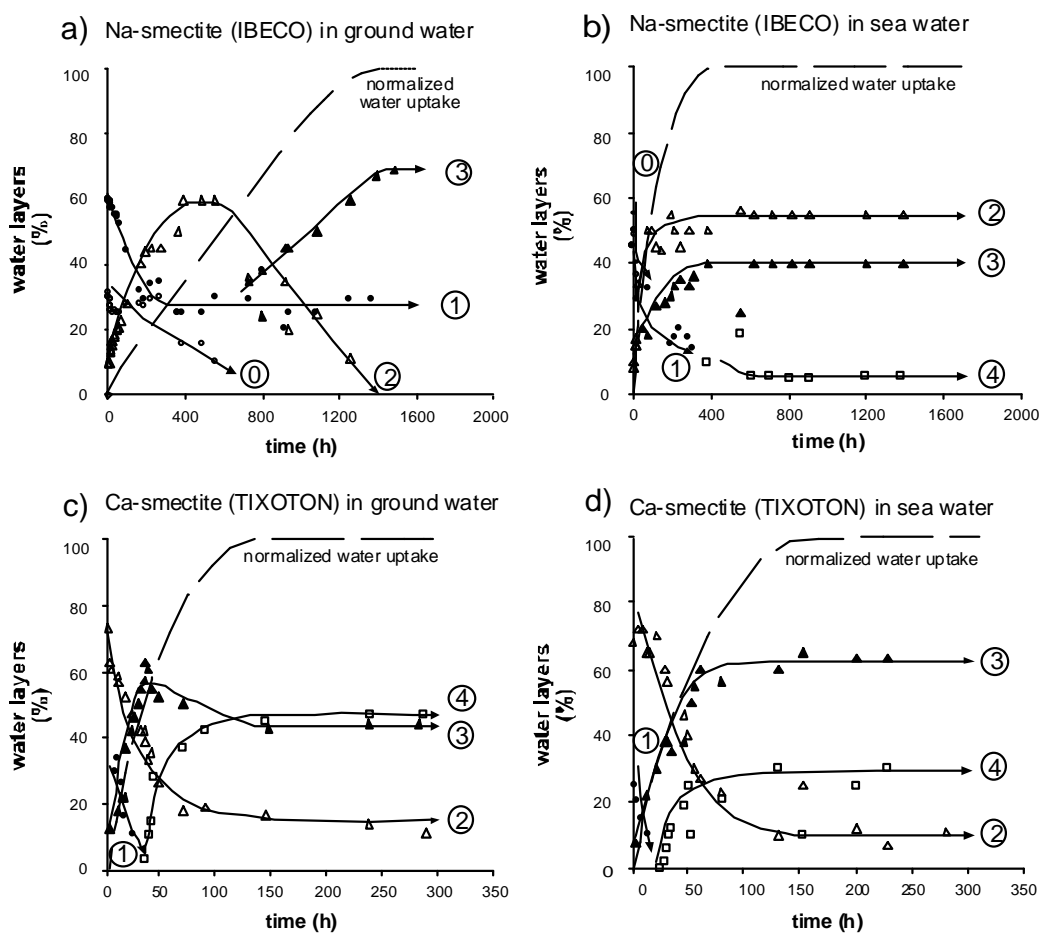 a) Na-smectite (IBECO) in ground water
100
80
60
40
20
0
water layers
(%)
normalized
water uptake
3
1
0
2
0 400 800 1200 1600 2000
time (h)
b) Na-smectite (IBECO) in sea water
100
80
60
40
20
0
water layers
(%)
normalized water uptake
0
2
3
1
4
0 400 800 1200 1600 2000
time (h)
c) Ca-smectite (TIXOTON) in ground water
100
80
60
40
20
0
water layers
(%)
normalized water uptake
4
3
2
1
0 50 100 150 200 250 300 350
time (h)
d) Ca-smectite (TIXOTON) in sea water
100
80
60
40
20
0
water layers
(%)
normalized water uptake
3
1
4
2
0 50 100 150 200 250 300 350
time (h)